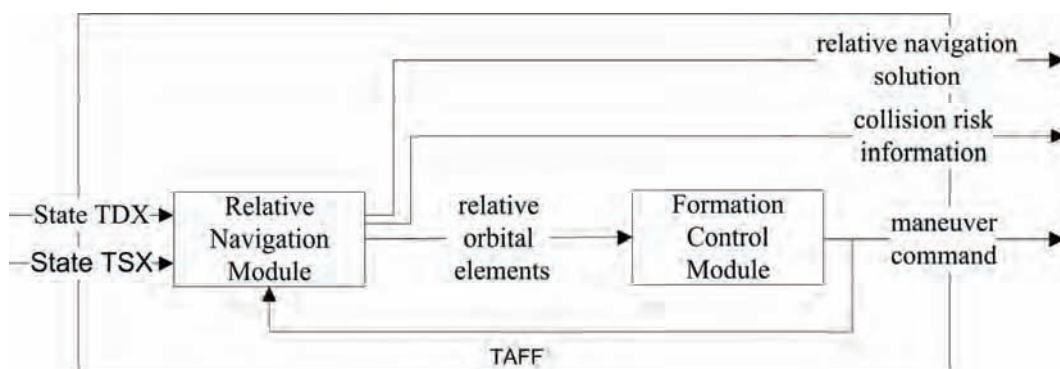 relative navigation
solution
collision risk
information
State TDX
State TSX
Relative
Navigation
Module
relative
orbital
elements
Formation
Control
Module
maneuver
command
TAFF